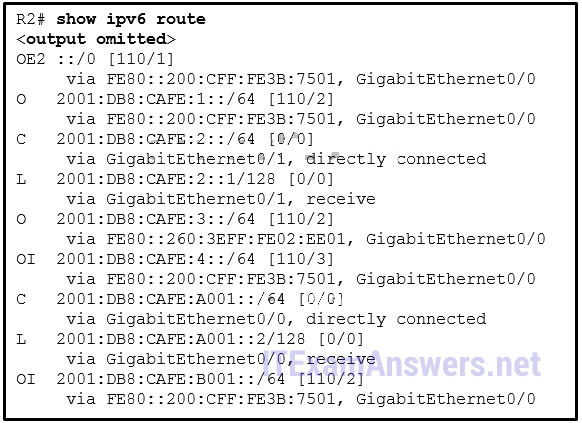 R2# show ipv6 route
<output omitted>
OE2 ::/0 [110/1]
via FE80::200:CFF:FE3B:7501, GigabitEthernet0/0
O 2001:DB8:CAFE:1::/64 [110/2]
via FE80::200:CFF:FE3B:7501, GigabitEthernet0/0
C 2001:DB8:CAFE:2::/64 [0/0]
via GigabitEthernet0/1, directly connected
L 2001:DB8:CAFE:2::1/128 [0/0]
via GigabitEthernet0/1, receive
O 2001:DB8:CAFE:3::/64 [110/2]
via FE80::260:3EFF:FE02:EE01, GigabitEthernet0/0
OI 2001:DB8:CAFE:4::/64 [110/3]
via FE80::200:CFF:FE3B:7501, GigabitEthernet0/0
C 2001:DB8:CAFE:A001::/64 [0/0]
via GigabitEthernet0/0, directly connected
L 2001:DB8:CAFE:A001::2/128 [0/0]
via GigabitEthernet0/0, receive
ITExamAnswers.net
OI 2001:DB8:CAFE:B001::/64 [110/2]
via FE80::200:CFF:FE3B:7501, GigabitEthernet0/0